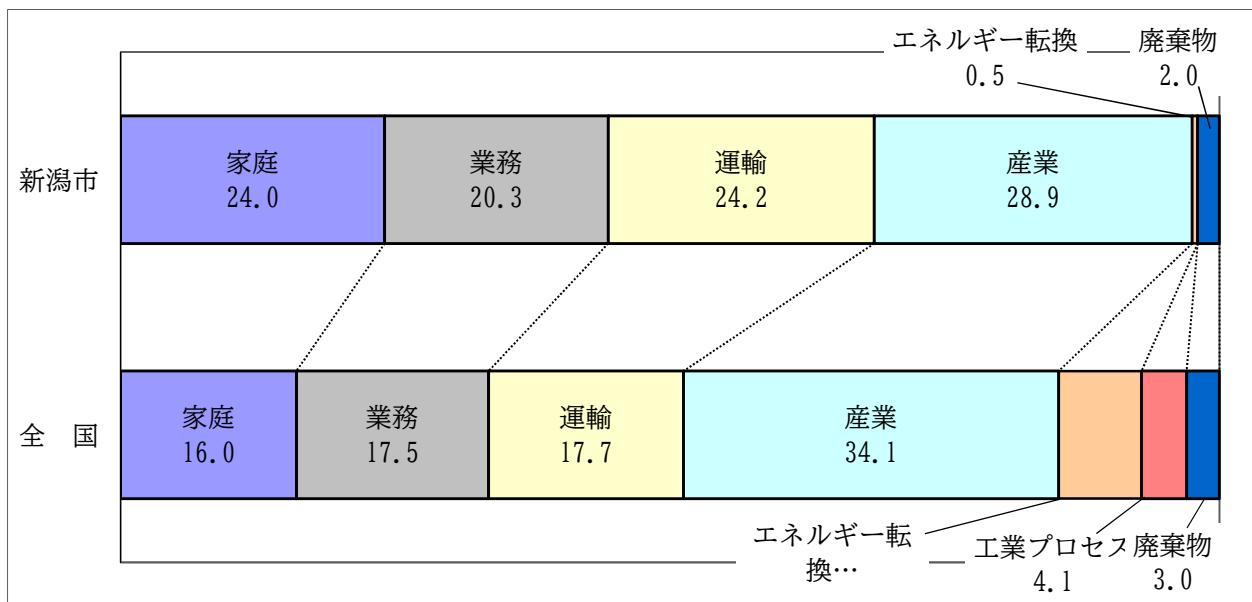 エネルギー転換
0.5
廃棄物
2.0
新潟市
家庭
24.0
業務
20.3
運輸
24.2
産業
28.9
全　国
家庭
16.0
業務
17.5
運輸
17.7
産業
34.1
エネルギー転
換…
工業プロセス
4.1
廃棄物
3.0